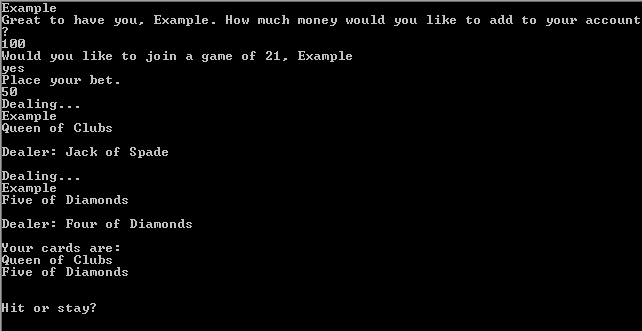 Example
Great to have you, Example. How much money would you like to add to your account
?
100
Would you like to join a game of 21, Example
yes
Place your bet.
50
Dealing...
Example
Queen of Clubs
Dealer: Jack of Spade
Dealing...
Example
Five of Diamonds
Dealer: Four of Diamonds
Your cards are:
Queen of Clubs
Five of Diamonds
Hit or stay?